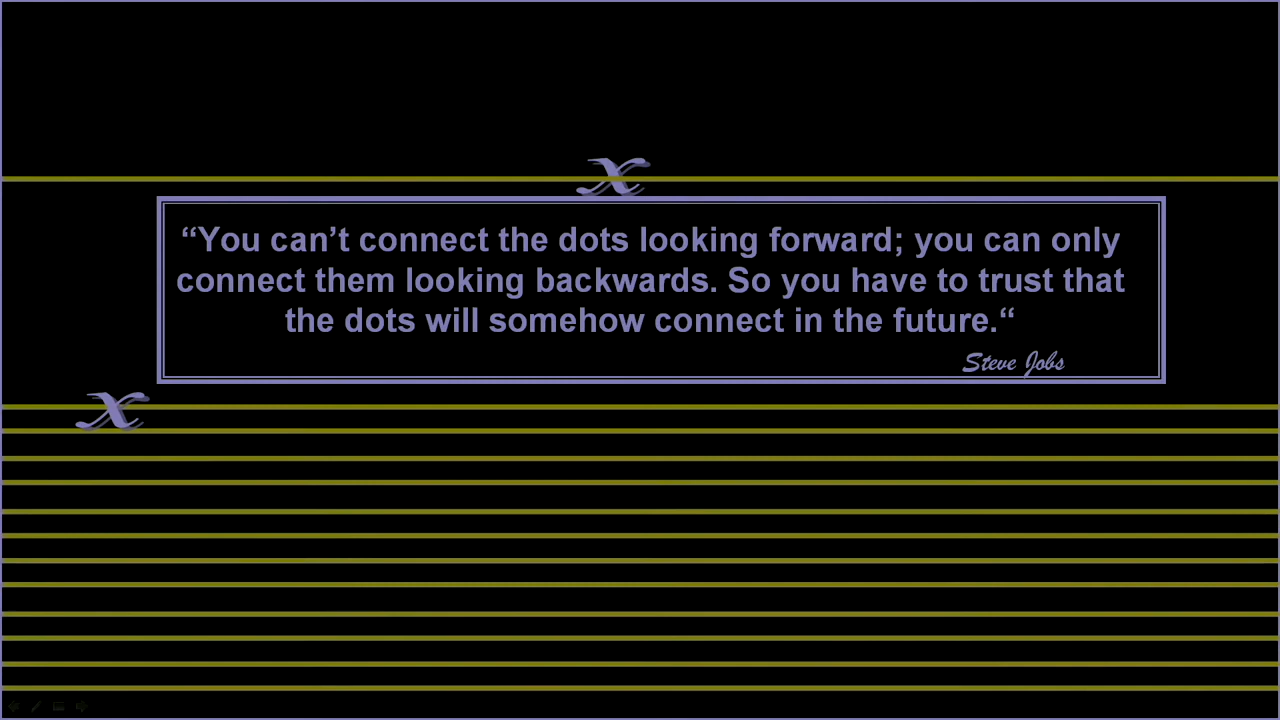 x
“You can’t connect the dots looking forward; you can only
connect them looking backwards. So you have to trust that
the dots will somehow connect in the future.“
Steve Jobs
x